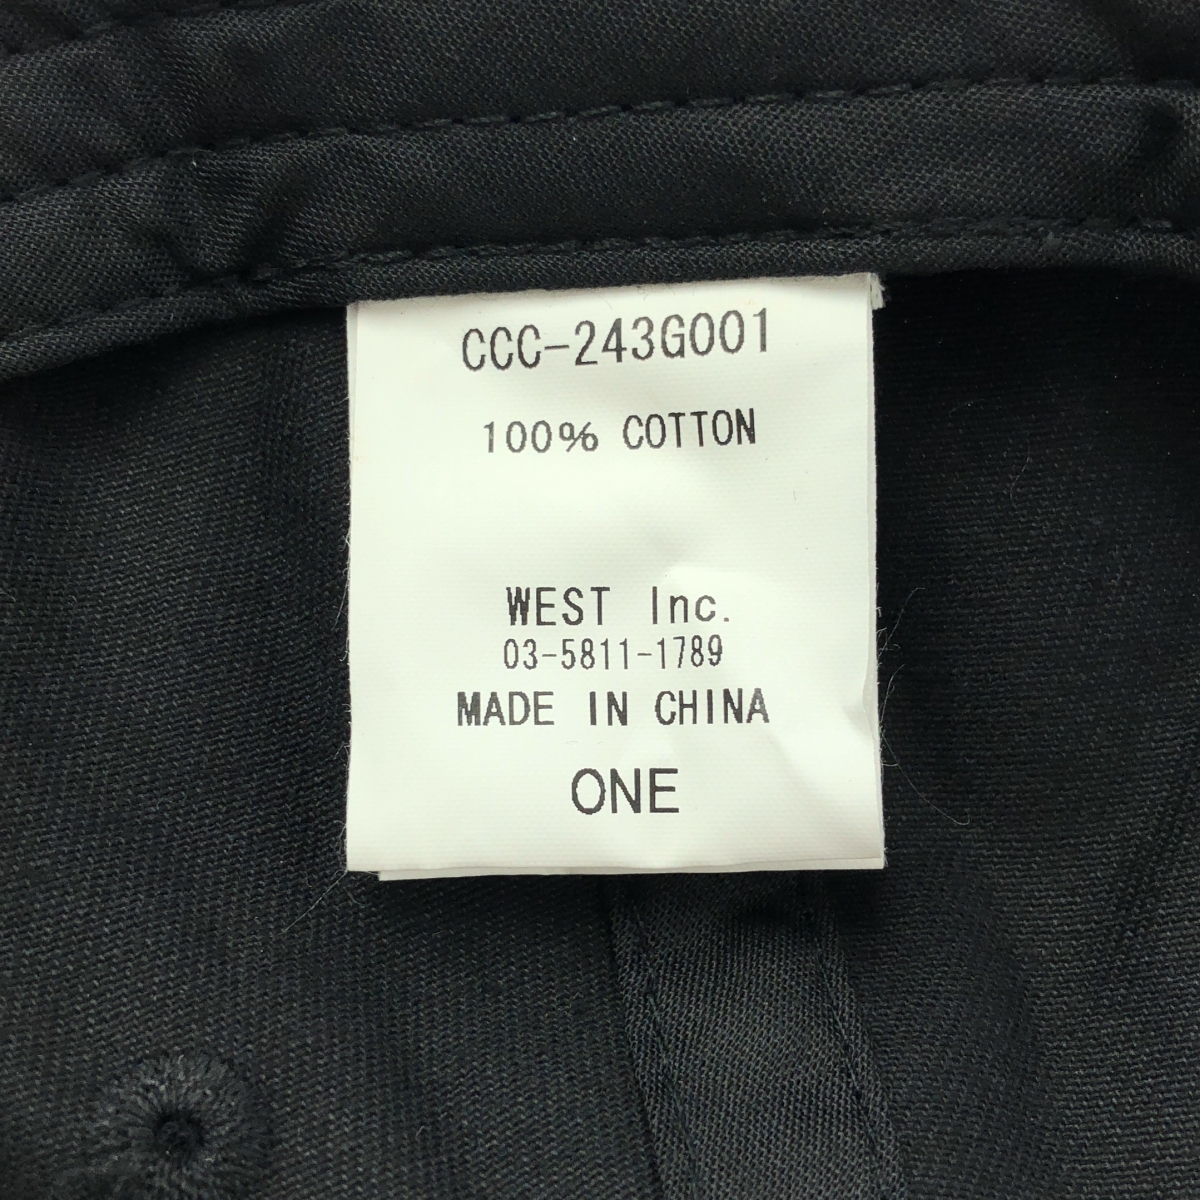 CCC-243G001
100% COTTON
WEST Inc.
03-5811-1789
MADE IN CHINA
ONE